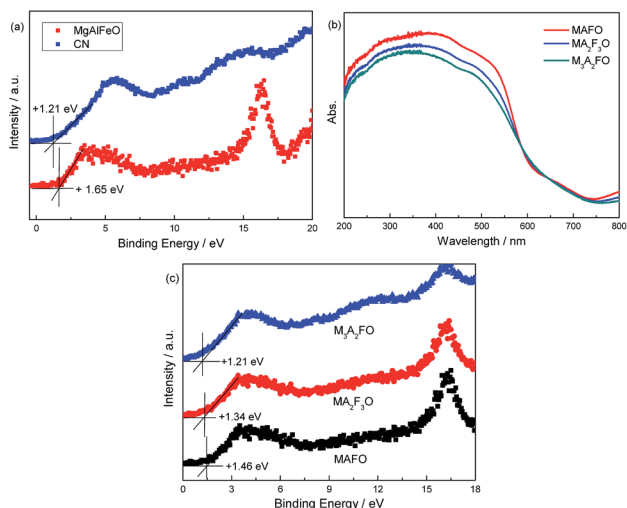 (a)
MgAlFeO
CN
+1.21 eV
+ 1.65 eV
Intensity / a.u.
0 5 10 15 20
Binding Energy / eV
(b)
MAFO
MA₂F₃O
M₃A₂FO
Abs.
200 300 400 500 600 700 800
Wavelength / nm
(c)
M₃A₂FO
+1.21 eV
MA₂F₃O
+1.34 eV
MAFO
+1.46 eV
Intensity / a.u.
0 3 6 9 12 15 18
Binding Energy / eV